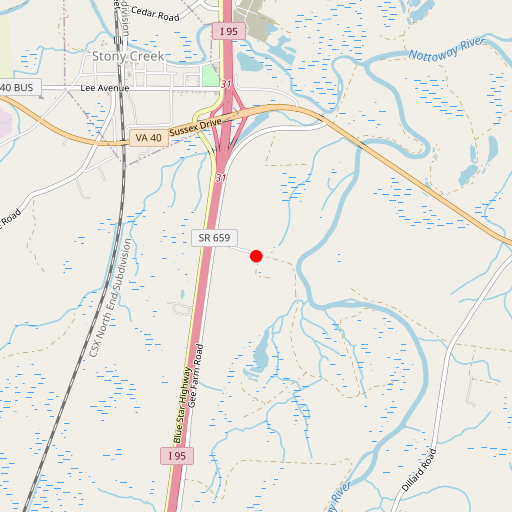 Cedar Road
division
I 95
Nottoway River
Stony Creek
31
Lee Avenue
40 BUS
VA 40
Sussex Drive
31
Road
SR 659
CSX North End Subdivision
Gee Farm Road
Blue Star Highway
I 95
Dillard Road
River